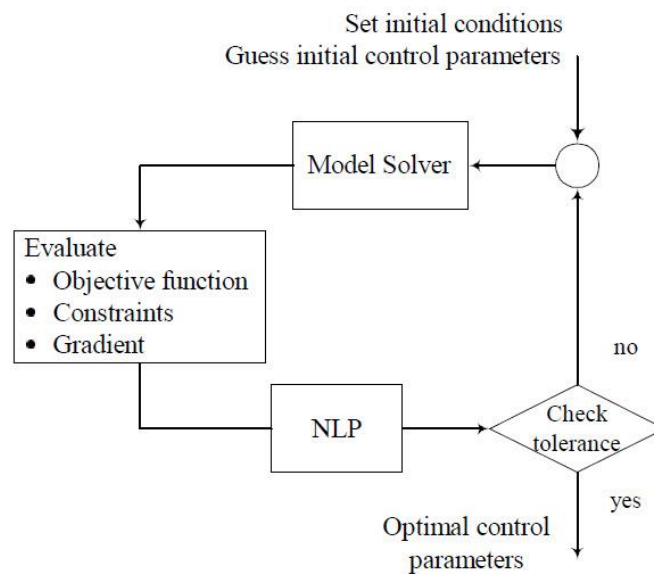 Set initial conditions
Guess initial control parameters
Model Solver
Evaluate
• Objective function
• Constraints
• Gradient
no
NLP
Check
tolerance
yes
Optimal control
parameters